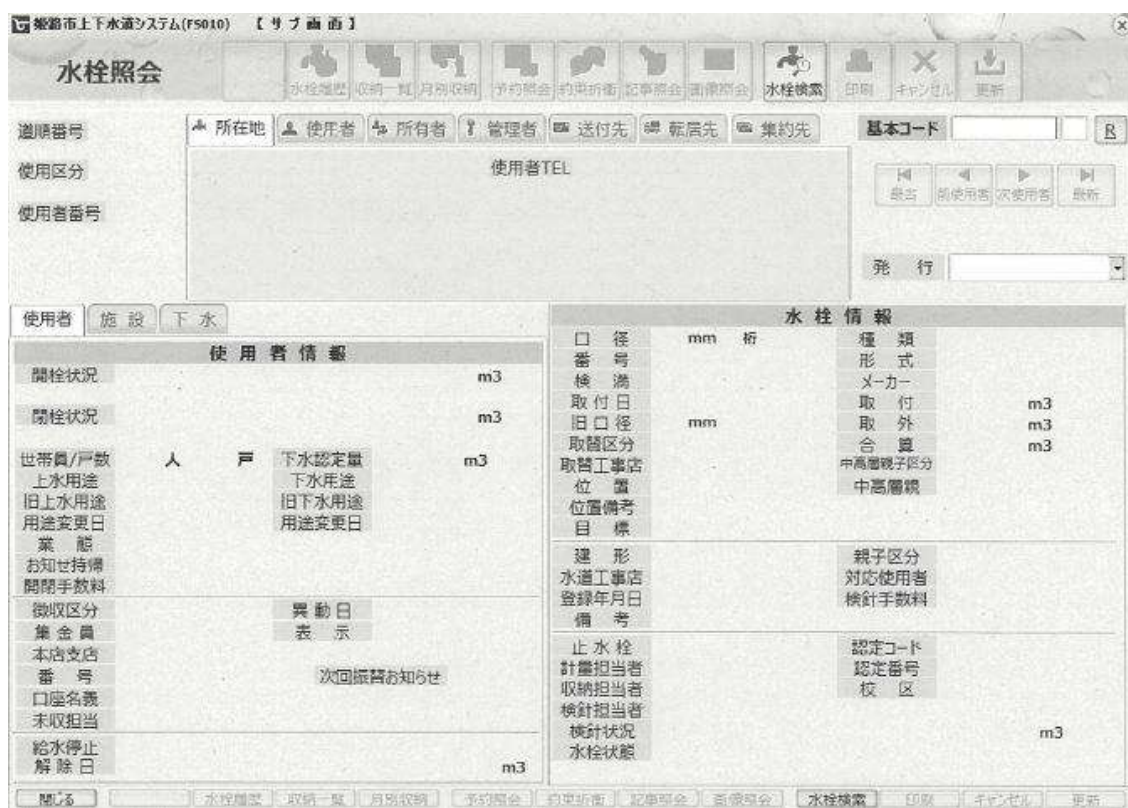 姫路市上下水道システム(FS010) 【サブ画面】
水栓照会
水栓履歴 収納一覧 月別収納 予約照会 約束折衝 記事照会 画像照会 水栓検索 印刷 キャンセル 更新
道順番号
使用区分
使用者番号
所在地 使用者 所有者 管理者 送付先 転居先 集約先
使用者TEL
基本コード R
最古 前使用者 次使用者 最新
発 行
使用者 施 設 下 水
使 用 者 情 報
開栓状況 m3
閉栓状況 m3
世帯員/戸数 人 戸 下水認定量 m3
上水用途 下水用途
旧上水用途 旧下水用途
用途変更日 用途変更日
業 態
お知せ持帰
開閉手数料
徴収区分 異動日
集金員 表 示
本店支店
番 号 次回振替お知らせ
口座名義
未収担当
給水停止
解除日 m3
水 栓 情 報
口 径 mm 桁 種 類
番 号 形 式
検 満 メーカー
取付日 取 付 m3
旧口径 mm 取 外 m3
取替区分 合 算 m3
取替工事店 中高層親子区分
位 置 中高層親
位置備考
目 標
建 形 親子区分
水道工事店 対応使用者
登録年月日 検針手数料
備 考
止水栓 認定コード
計量担当者 認定番号
収納担当者 校 区
検針担当者
検針状況 m3
水栓状態
閉じる 水栓履歴 収納一覧 月別収納 予約照会 約束折衝 記事照会 画像照会 水栓検索 印刷 キャンセル 更新